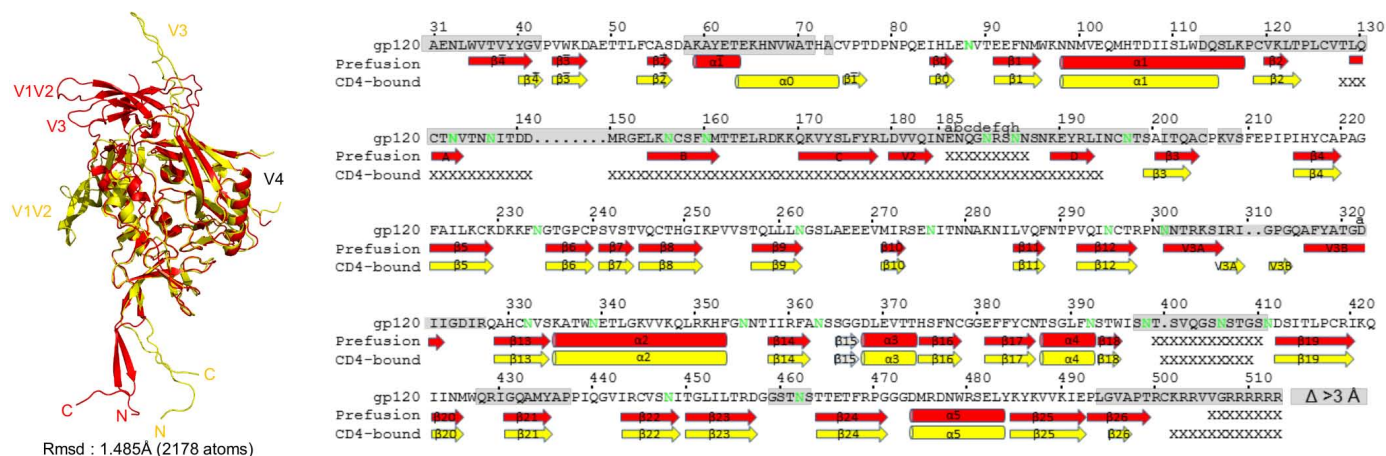 V3
V1V2
V3
V4
V1V2
C
C
N
N
Rmsd : 1.485Å (2178 atoms)
31 40 50 60 70 80 90 100 110 120 130
gp120 AENLWVTVYYGVPVWKDAETTLFCASDAKAYETEKHNVWATHACVPTDPNPQEIHLENVTEEFNMWKNNMVEQMHTDIISLWDQSLKPCVKLTPLCVTLQ
Prefusion β4̅ β3̅ β2̅ α1̅ β0 β1 α1 β2
CD4-bound β4̅ β3̅ β2̅ α0 β1̅ β0 β1 α1 β2 XXX
140 150 160 170 180 abcdefgh 190 200 210 220
gp120 CTNVTNNITDD........MRGELKNCSFNMTTELRDKKQKVYSLFYRLDVVQINENQGNRSNNSNKEYRLINCNTSAITQACPKVSFEPIPIHYCAPAG
Prefusion A B C V2 XXXXXXXXXXX D β3 β4
CD4-bound XXXXXXXXXXXXX XXXXXXXXXXXXXXXXXXXXXXXXXXXXXXXXXXXXXXXXXXXXXXXXXXXXXXXXXXXXXXX β3 β4
230 240 250 260 270 280 290 300 310 320 a
gp120 FAILKCKDKKFNGTGPCPSVSTVQCTHGIKPVVSTQLLLNGSLAEEEVMIRSENITNNAKNILVQFNTPVQINCTRPNNNTRKSIRI..GPGQAFYATGD
Prefusion β5 β6 β7 β8 β9 β10 β11 β12 V3A V3B
CD4-bound β5 β6 β7 β8 β9 β10 β11 β12 V3A V3B
330 340 350 360 370 380 390 400 410 420
gp120 IIGDIRQAHCNVSKATWNETLGKVVKQLRKHFGNNTIIRFANSSGGDLEVTTHSFNCGGEFFYCNTSGLFNSTWISNT.SVQGSNSTGSNDSITLPCRIKQ
Prefusion β13 α2 β14 β15 α3 β16 β17 α4 β18 XXXXXXXXXXXXXX β19
CD4-bound β13 α2 β14 β15 α3 β16 β17 α4 β18 XXXXXXXXXXXX β19
430 440 450 460 470 480 490 500 510
gp120 IINMWQRIGQAMYAPPIQGVIRCVSNITGLILTRDGGSTNSTTETFRPGGGDMRDNWRSELYKYKVVKIEPLGVAPTRCKRRVVGRRRRRR Δ >3 Å
Prefusion β20 β21 β22 β23 β24 α5 β25 β26 XXXXXXXXX
CD4-bound β20 β21 β22 β23 β24 α5 β25 β26 XXXXXXXXXXXXXX